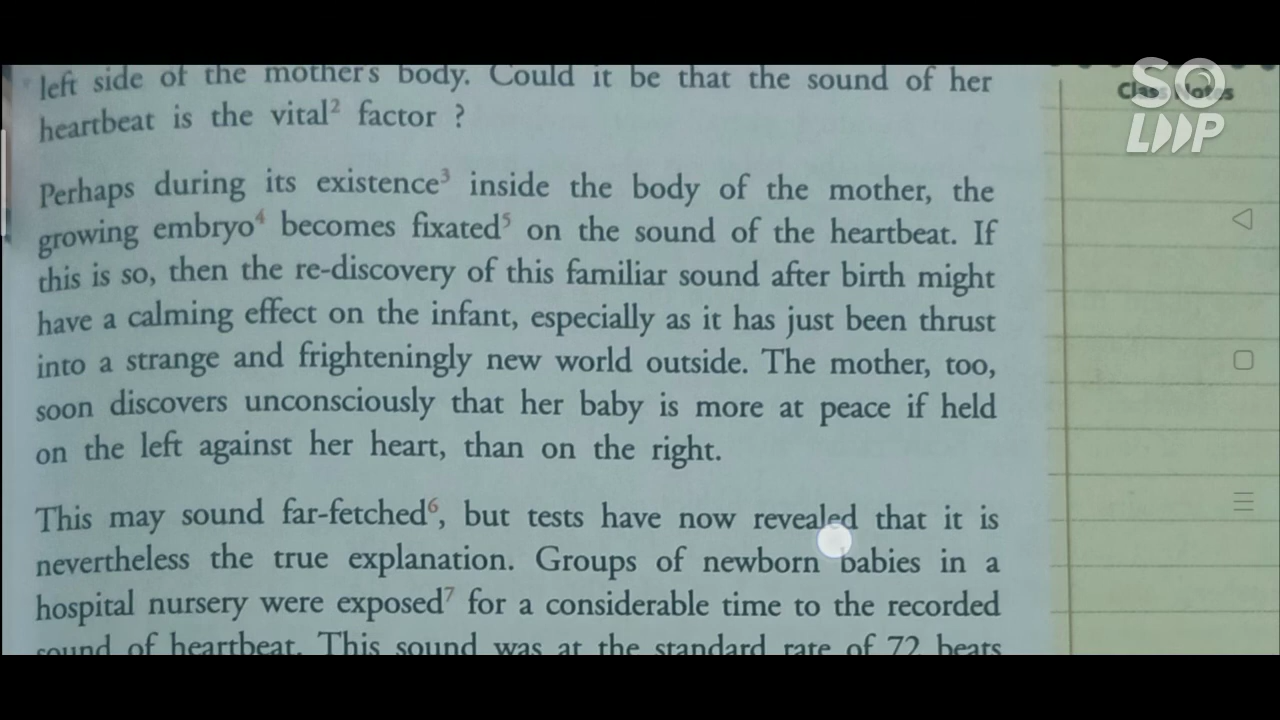 left side of the mother's body. Could it be that the sound of her
heartbeat is the vital² factor ?
Perhaps during its existence³ inside the body of the mother, the
growing embryo⁴ becomes fixated⁵ on the sound of the heartbeat. If
this is so, then the re-discovery of this familiar sound after birth might
have a calming effect on the infant, especially as it has just been thrust
into a strange and frighteningly new world outside. The mother, too,
soon discovers unconsciously that her baby is more at peace if held
on the left against her heart, than on the right.
This may sound far-fetched⁶, but tests have now revealed that it is
nevertheless the true explanation. Groups of newborn babies in a
hospital nursery were exposed⁷ for a considerable time to the recorded
sound of heartbeat. This sound was at the standard rate of 72 beats
Class Notes
SO
LOOP